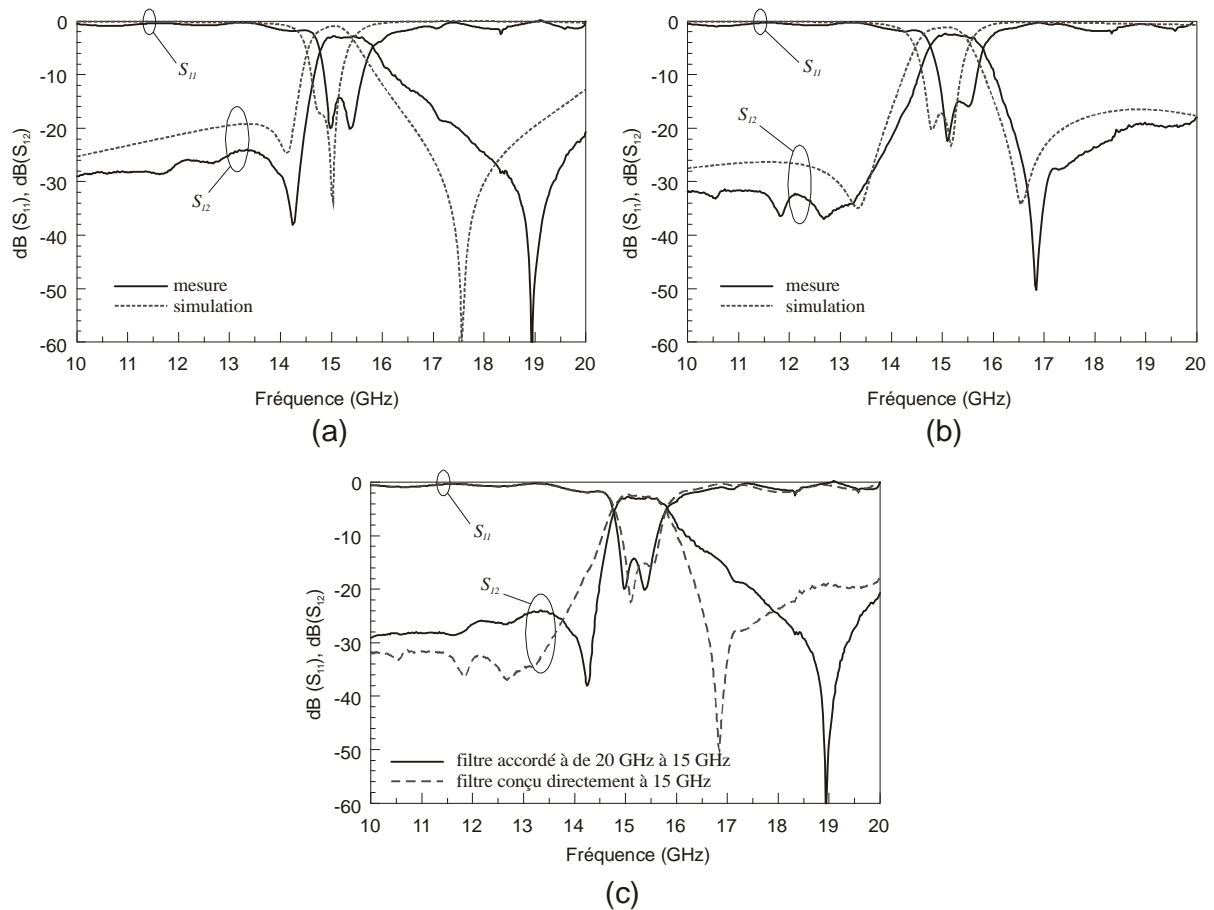 0
-10
-20
-30
-40
-50
-60
dB (S11), dB(S12)
S11
S12
mesure
simulation
10 11 12 13 14 15 16 17 18 19 20
Fréquence (GHz)
(a)
0
-10
-20
-30
-40
-50
-60
dB (S11), dB(S12)
S11
S12
mesure
simulation
10 11 12 13 14 15 16 17 18 19 20
Fréquence (GHz)
(b)
0
-10
-20
-30
-40
-50
-60
dB (S11), dB(S12)
S11
S12
filtre accordé à de 20 GHz à 15 GHz
filtre conçu directement à 15 GHz
10 11 12 13 14 15 16 17 18 19 20
Fréquence (GHz)
(c)